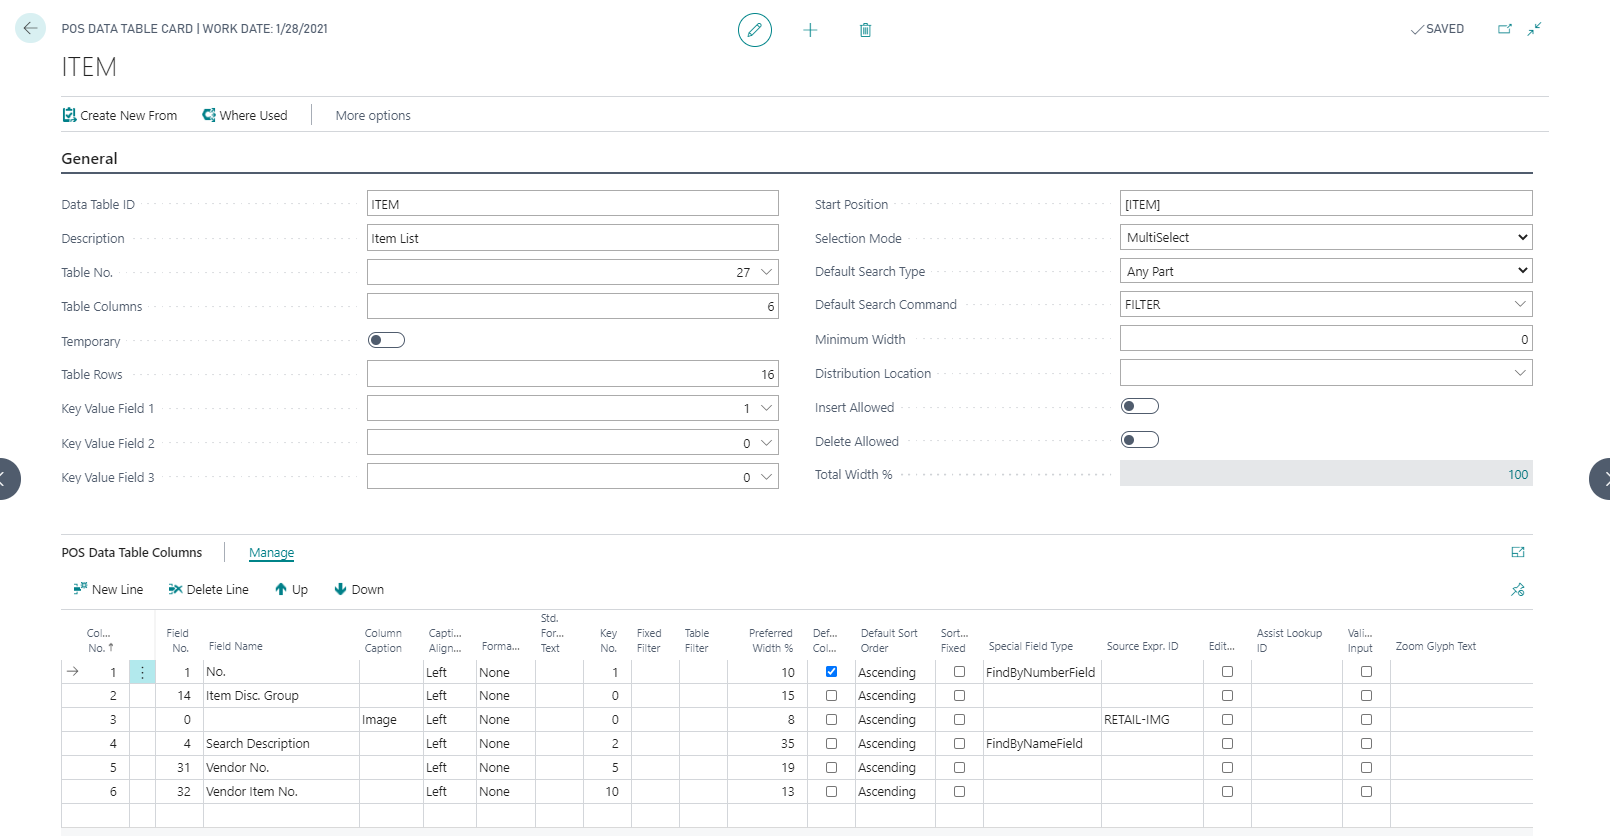 POS DATA TABLE CARD | WORK DATE: 1/28/2021
SAVED
ITEM
Create New From Where Used More options
General
Data Table ID ITEM
Description Item List
Table No. 27
Table Columns 6
Temporary
Table Rows 16
Key Value Field 1 1
Key Value Field 2 0
Key Value Field 3 0
Start Position [ITEM]
Selection Mode MultiSelect
Default Search Type Any Part
Default Search Command FILTER
Minimum Width 0
Distribution Location
Insert Allowed
Delete Allowed
Total Width % 100
POS Data Table Columns Manage
New Line Delete Line Up Down
Col... No. ↑ Field No. Field Name Column Caption Capti... Align... Forma... Std. For... Text Key No. Fixed Filter Table Filter Preferred Width % Def... Col... Default Sort Order Sort... Fixed Special Field Type Source Expr. ID Edit... Assist Lookup ID Vali... Input Zoom Glyph Text
1 1 No. Left None 1 10 Ascending FindByNumberField
2 14 Item Disc. Group Left None 0 15 Ascending
3 0 Image Left None 0 8 Ascending RETAIL-IMG
4 4 Search Description Left None 2 35 Ascending FindByNameField
5 31 Vendor No. Left None 5 19 Ascending
6 32 Vendor Item No. Left None 10 13 Ascending